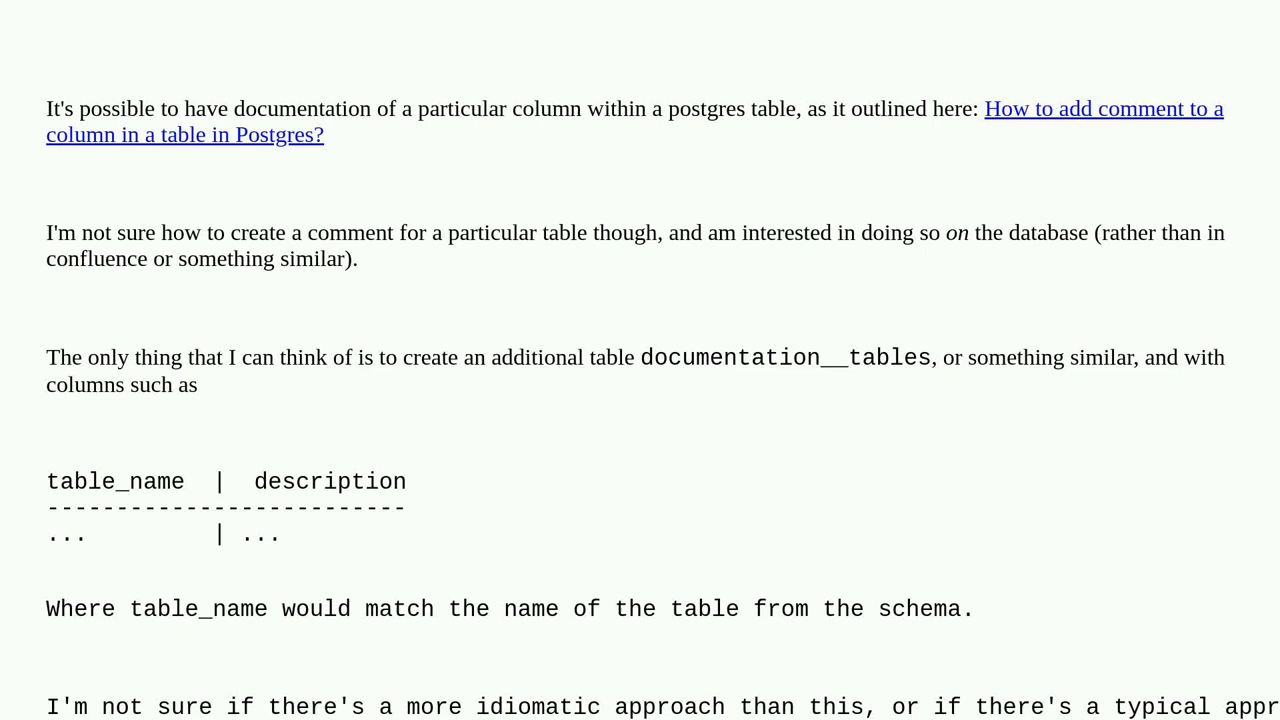 It's possible to have documentation of a particular column within a postgres table, as it outlined here: How to add comment to a
column in a table in Postgres?
I'm not sure how to create a comment for a particular table though, and am interested in doing so on the database (rather than in
confluence or something similar).
The only thing that I can think of is to create an additional table documentation__tables, or something similar, and with
columns such as
table_name  |  description
--------------------------
...         | ...
Where table_name would match the name of the table from the schema.
I'm not sure if there's a more idiomatic approach than this, or if there's a typical